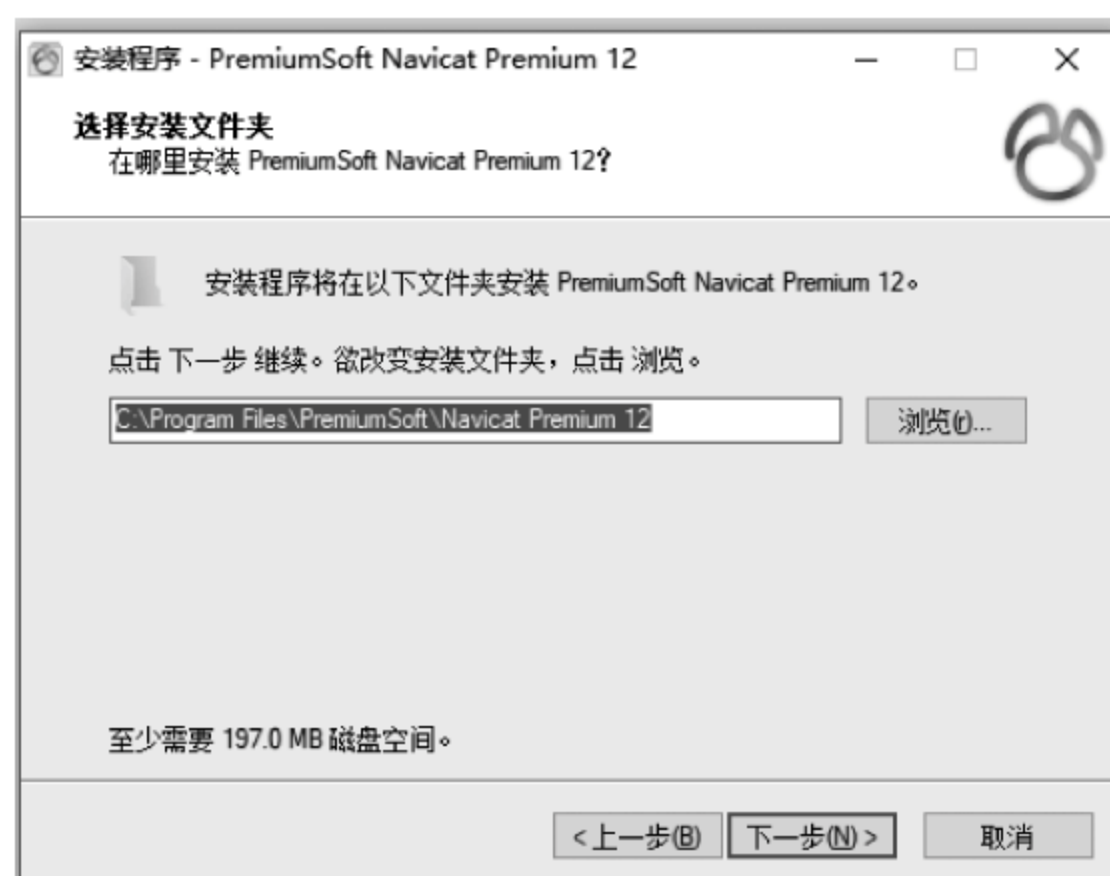 安装程序 - PremiumSoft Navicat Premium 12
选择安装文件夹
在哪里安装 PremiumSoft Navicat Premium 12?
安装程序将在以下文件夹安装 PremiumSoft Navicat Premium 12。
点击 下一步 继续。欲改变安装文件夹，点击 浏览。
C:\Program Files\PremiumSoft\Navicat Premium 12
浏览(r)...
至少需要 197.0 MB 磁盘空间。
<上一步(B) 下一步(N)> 取消